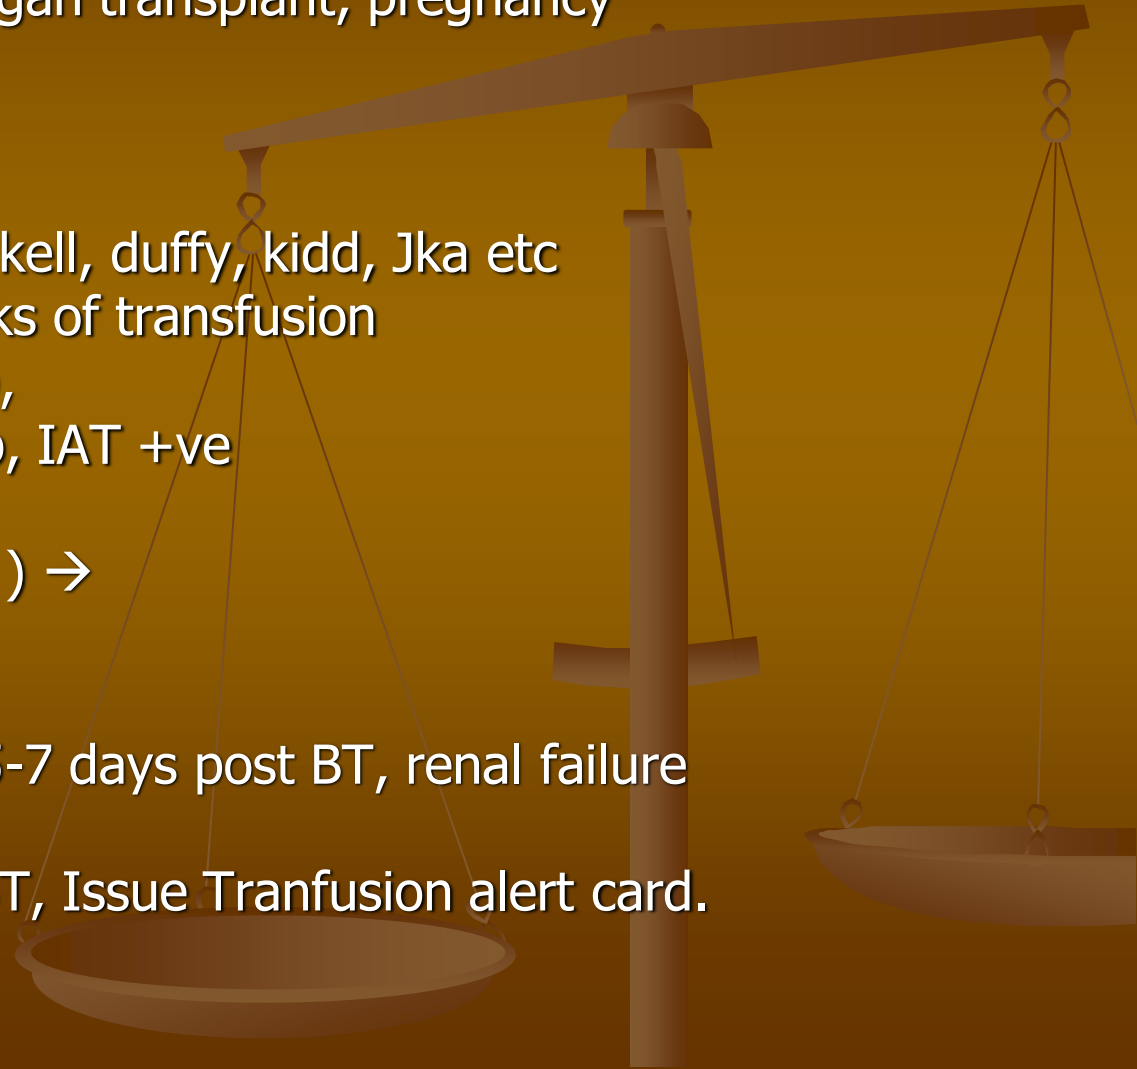 gan transplant, pregnancy
kell, duffy, kidd, Jka etc
ks of transfusion
,
, IAT +ve
) →
-7 days post BT, renal failure
T, Issue Tranfusion alert card.